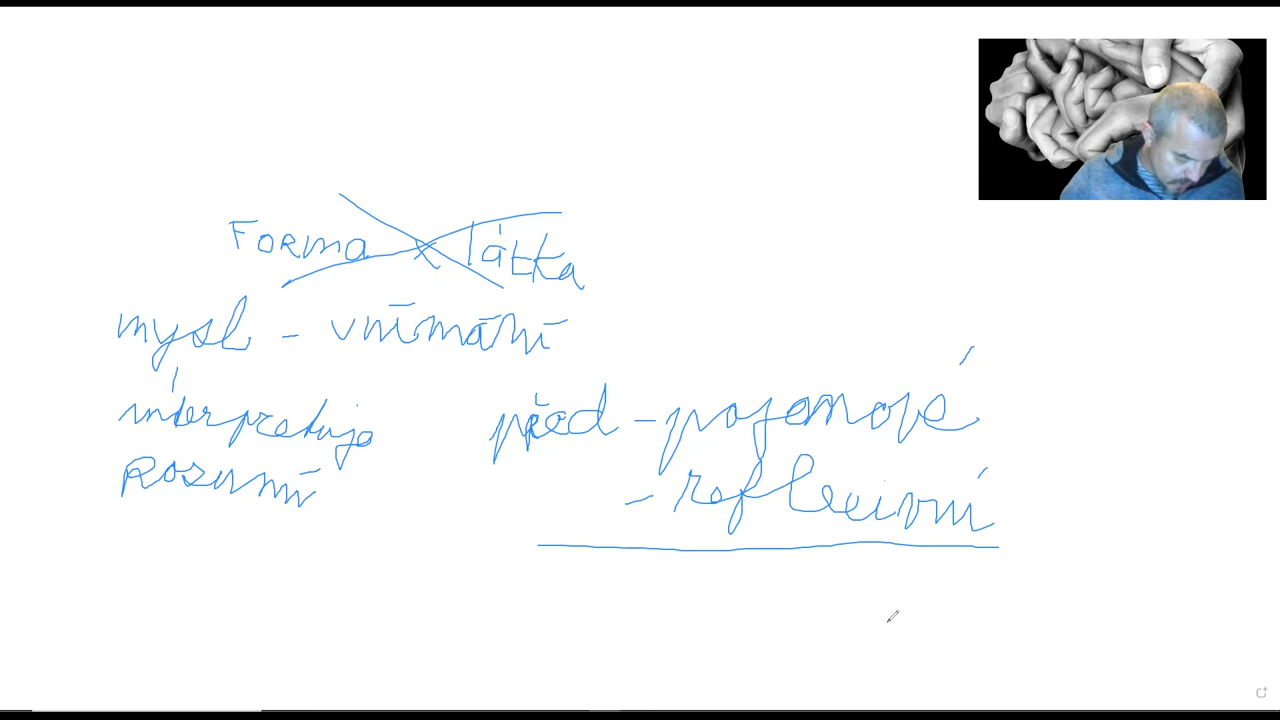 Forma x látka
mysl - vnímání
interpretuje
rozumí
před - pojmové
- reflexivní